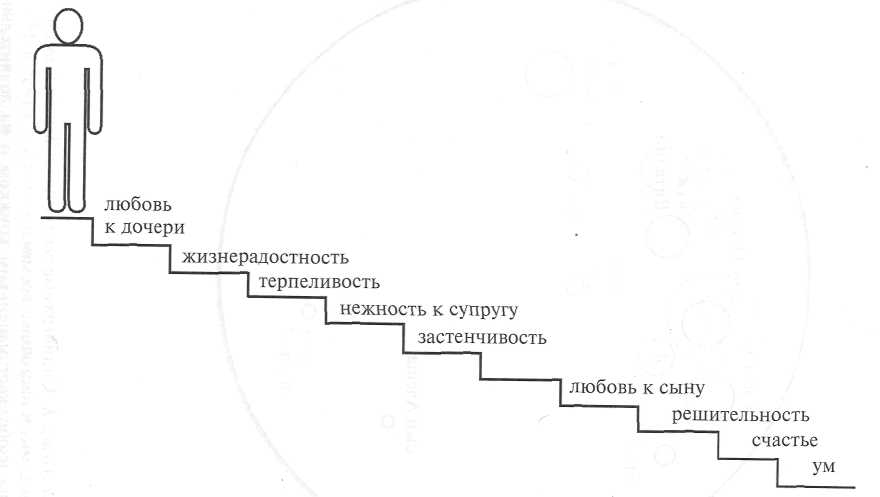 любовь
к дочери
жизнерадостность
терпеливость
нежность к супругу
застенчивость
любовь к сыну
решительность
счастье
ум